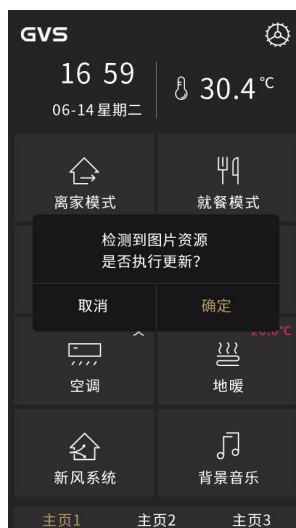 GVS
16 59
06-14 星期二
30.4 ℃
离家模式
就餐模式
检测到图片资源
是否执行更新?
取消
确定
空调
地暖
新风系统
背景音乐
主页1
主页2
主页3